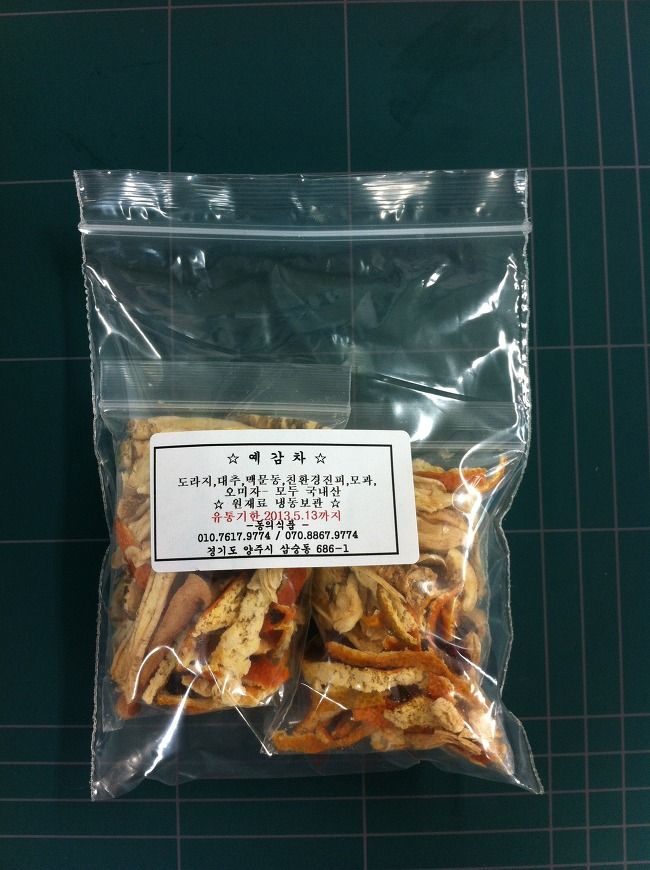 ☆ 예 감 차 ☆
도라지,대추,맥문동,친환경진피,모과,
오미자- 모두 국내산
☆ 원재료 냉동보관 ☆
유통기한 2013.5.13까지
-동의식품 -
010.7617.9774 / 070.8867.9774
경기도 양주시 삼숭동 686-1